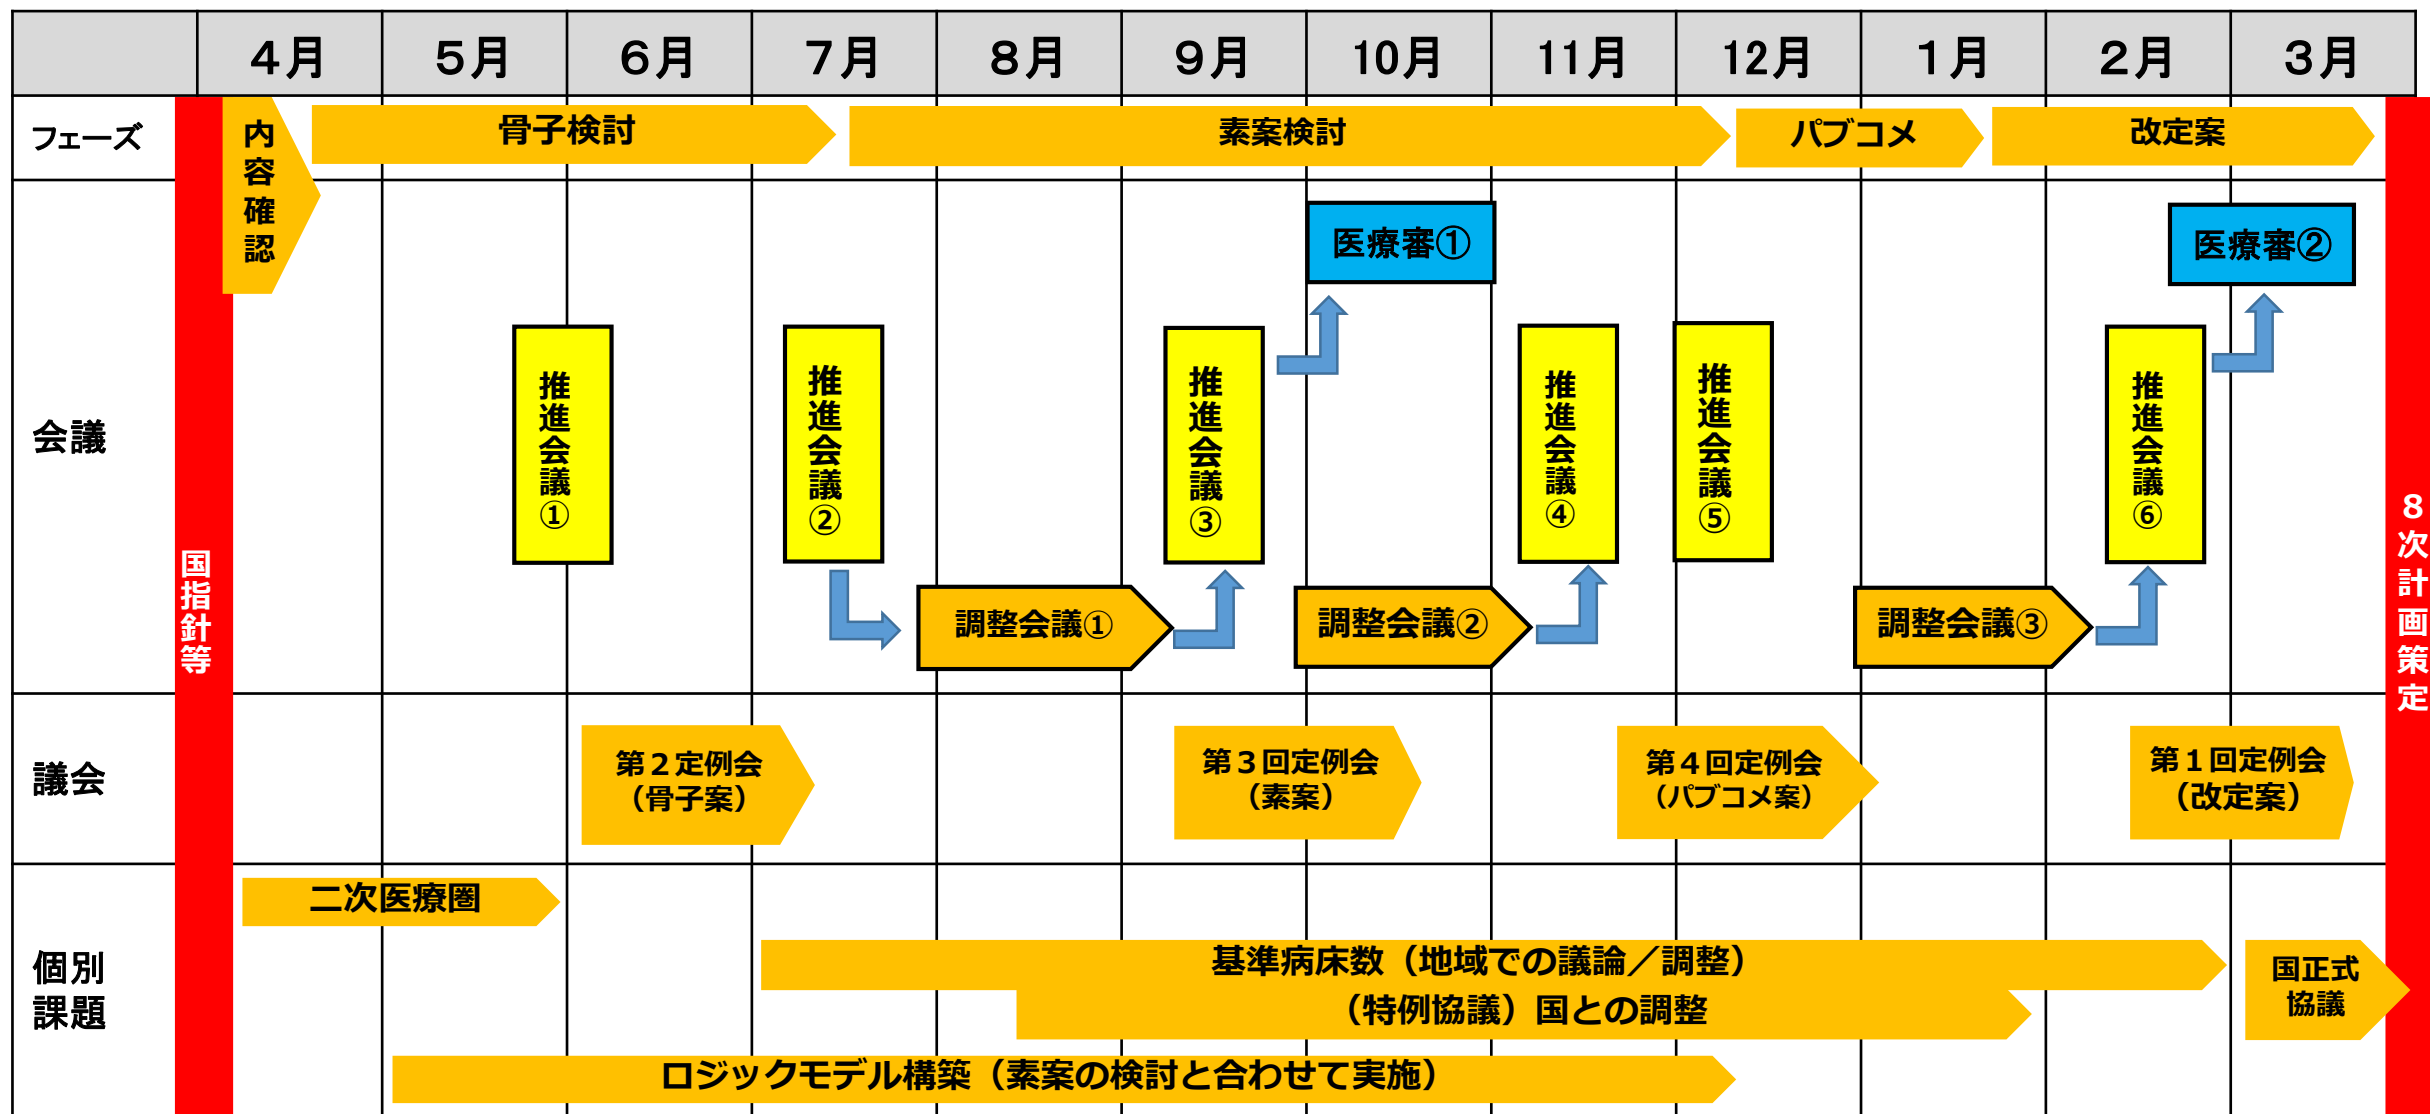 ４月 ５月 ６月 ７月 ８月 ９月 10月 11月 12月 １月 ２月 ３月
フェーズ
内容確認
骨子検討
素案検討
パブコメ
改定案
会議
医療審①
医療審②
推進会議①
推進会議②
推進会議③
推進会議④
推進会議⑤
推進会議⑥
調整会議①
調整会議②
調整会議③
国指針等
８次計画策定
議会
第２定例会
（骨子案）
第３回定例会
（素案）
第４回定例会
（パブコメ案）
第１回定例会
（改定案）
個別
課題
二次医療圏
基準病床数（地域での議論／調整）
（特例協議）国との調整
国正式
協議
ロジックモデル構築（素案の検討と合わせて実施）